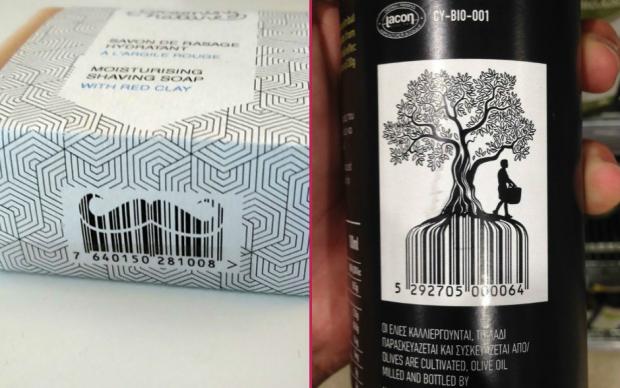 SAVON DE RASAGE
HYDRATANT
À L'ARGILE ROUGE
MOISTURISING
SHAVING SOAP
WITH RED CLAY
7 640150 281008 >
lacon
CY-BIO-001
5 292705 000064
ΟΙ ΕΛΙΕΣ ΚΑΛΛΙΕΡΓΟΥΝΤΑΙ, ΤΟ ΛΑΔΙ
ΠΑΡΑΣΚΕΥΑΖΕΤΑΙ ΚΑΙ ΣΥΣΚΕΥΑΖΕΤΑΙ ΑΠΟ/
OLIVES ARE CULTIVATED, OLIVE OIL
MILLED AND BOTTLED BY